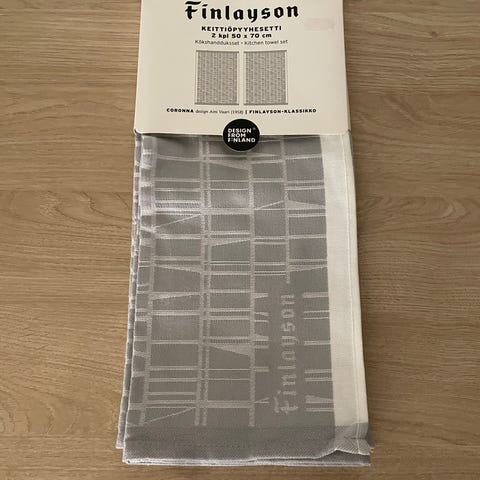 Finlayson
KEITTIÖPYYHESETTI
2 kpl 50 x 70 cm
Kökshandduksset • Kitchen towel set
CORONNA design Aini Vaari (1958) | FINLAYSON-KLASSIKKO
DESIGN
FROM
FINLAND
Finlayson